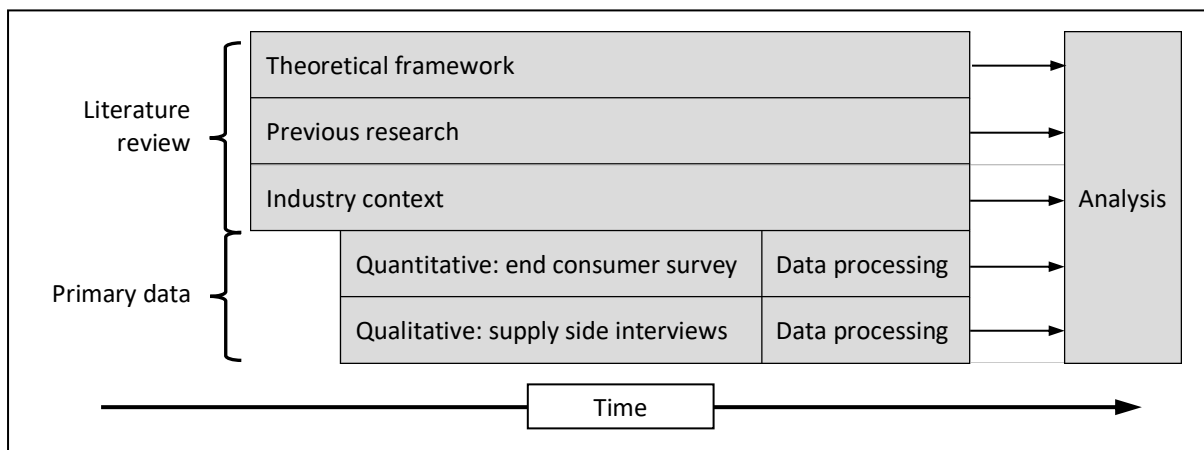 Theoretical framework
Literature
review
Previous research
Industry context
Analysis
Primary data
Quantitative: end consumer survey
Data processing
Qualitative: supply side interviews
Data processing
Time